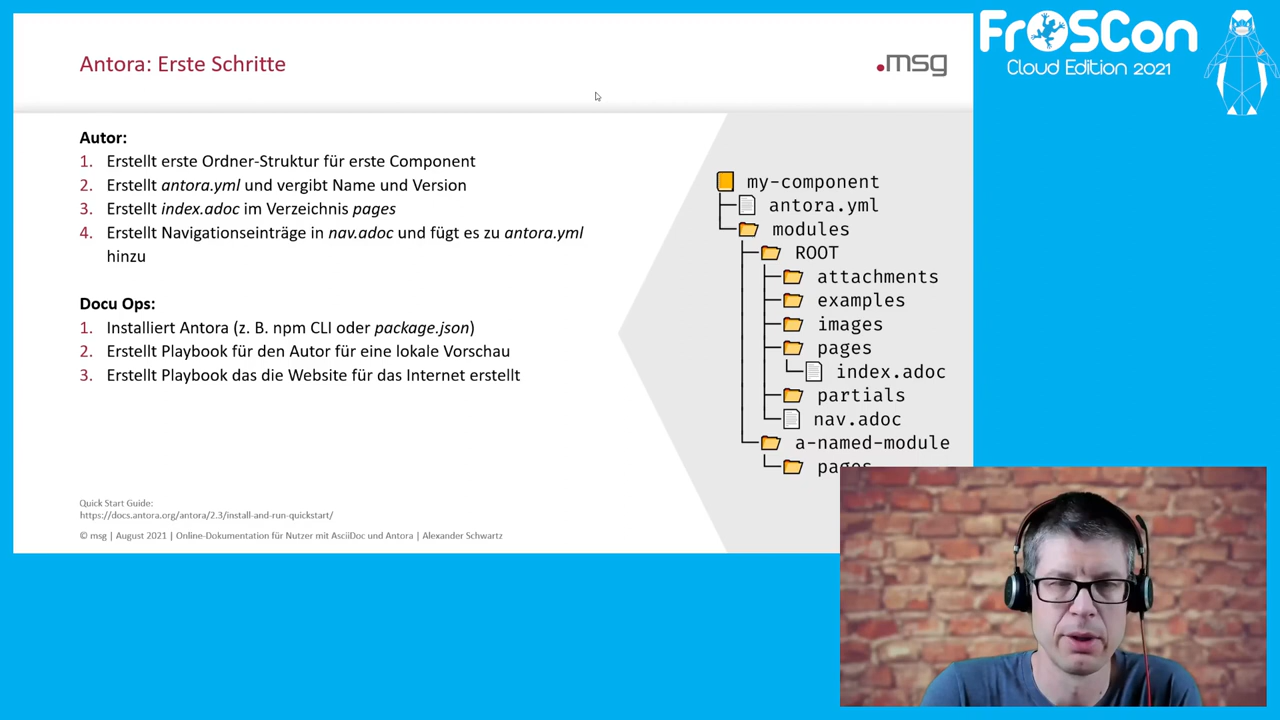 Antora: Erste Schritte
.msg
FrOSCon
Cloud Edition 2021
Autor:
1. Erstellt erste Ordner-Struktur für erste Component
2. Erstellt antora.yml und vergibt Name und Version
3. Erstellt index.adoc im Verzeichnis pages
4. Erstellt Navigationseinträge in nav.adoc und fügt es zu antora.yml
hinzu
Docu Ops:
1. Installiert Antora (z. B. npm CLI oder package.json)
2. Erstellt Playbook für den Autor für eine lokale Vorschau
3. Erstellt Playbook das die Website für das Internet erstellt
my-component
antora.yml
modules
ROOT
attachments
examples
images
pages
index.adoc
partials
nav.adoc
a-named-module
pages
Quick Start Guide:
https://docs.antora.org/antora/2.3/install-and-run-quickstart/
© msg | August 2021 | Online-Dokumentation für Nutzer mit AsciiDoc und Antora | Alexander Schwartz